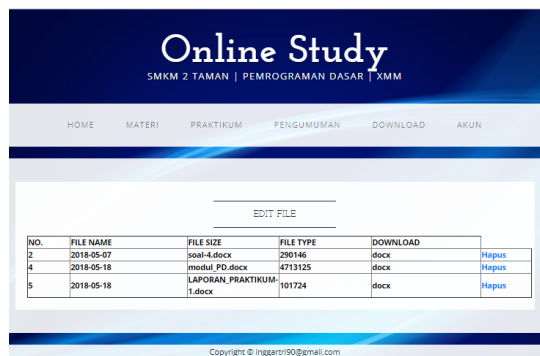 Online Study
SMKM 2 TAMAN | PEMROGRAMAN DASAR | XMM
HOME MATERI PRAKTIKUM PENGUMUMAN DOWNLOAD AKUN
EDIT FILE
NO. FILE NAME FILE SIZE FILE TYPE DOWNLOAD
2 2018-05-07 soal-4.docx 290146 docx Hapus
4 2018-05-18 modul_PD.docx 4713125 docx Hapus
5 2018-05-18 LAPORAN_PRAKTIKUM-1.docx 101724 docx Hapus
Copyright © inggartri90@gmail.com